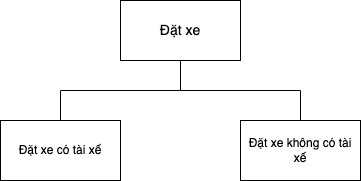 Đặt xe
Đặt xe có tài xế
Đặt xe không có tài
xế